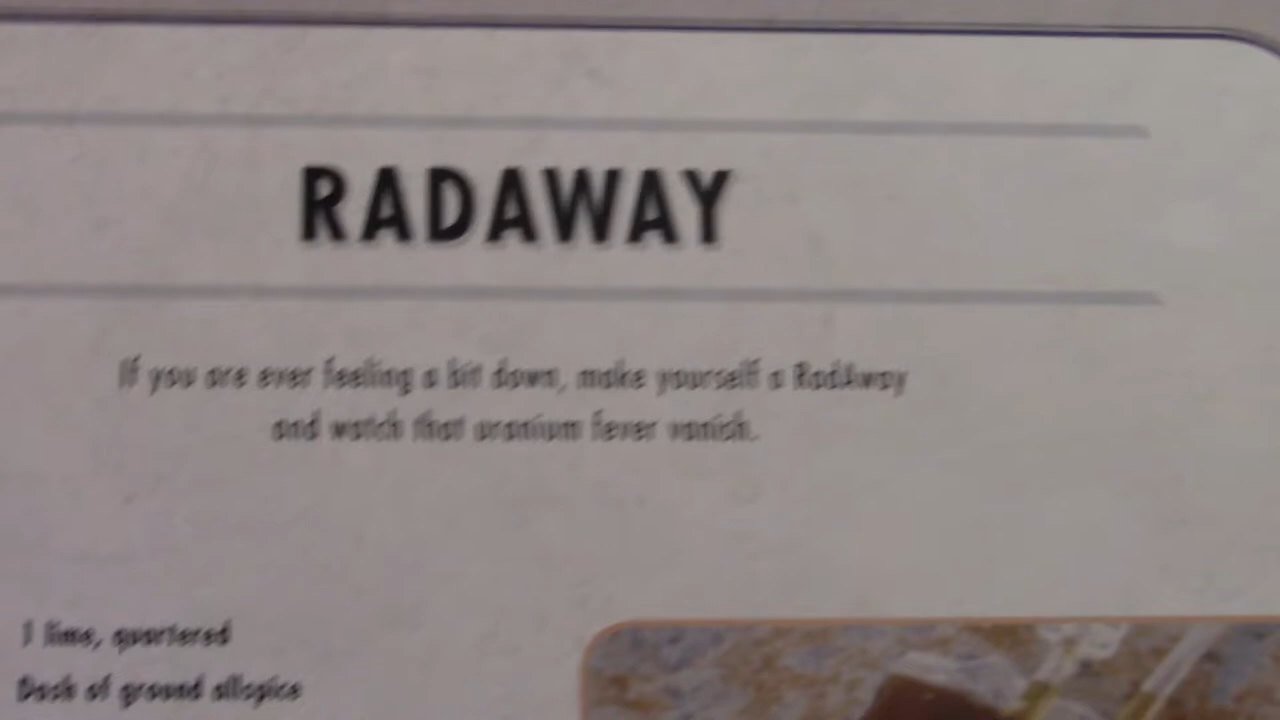 RADAWAY
If you are ever feeling a bit down, make yourself a RadAway
and watch that uranium fever vanish.
1 lime, quartered
Dash of ground allspice